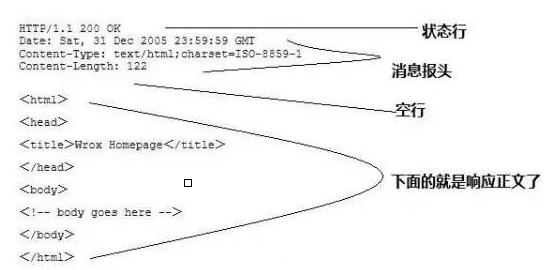 HTTP/1.1 200 OK
状态行
Date: Sat, 31 Dec 2005 23:59:59 GMT
Content-Type: text/html;charset=ISO-8859-1
Content-Length: 122
消息报头
空行
<html>
<head>
<title>Wrox Homepage</title>
</head>
<body>
下面的就是响应正文了
<!-- body goes here -->
</body>
</html>